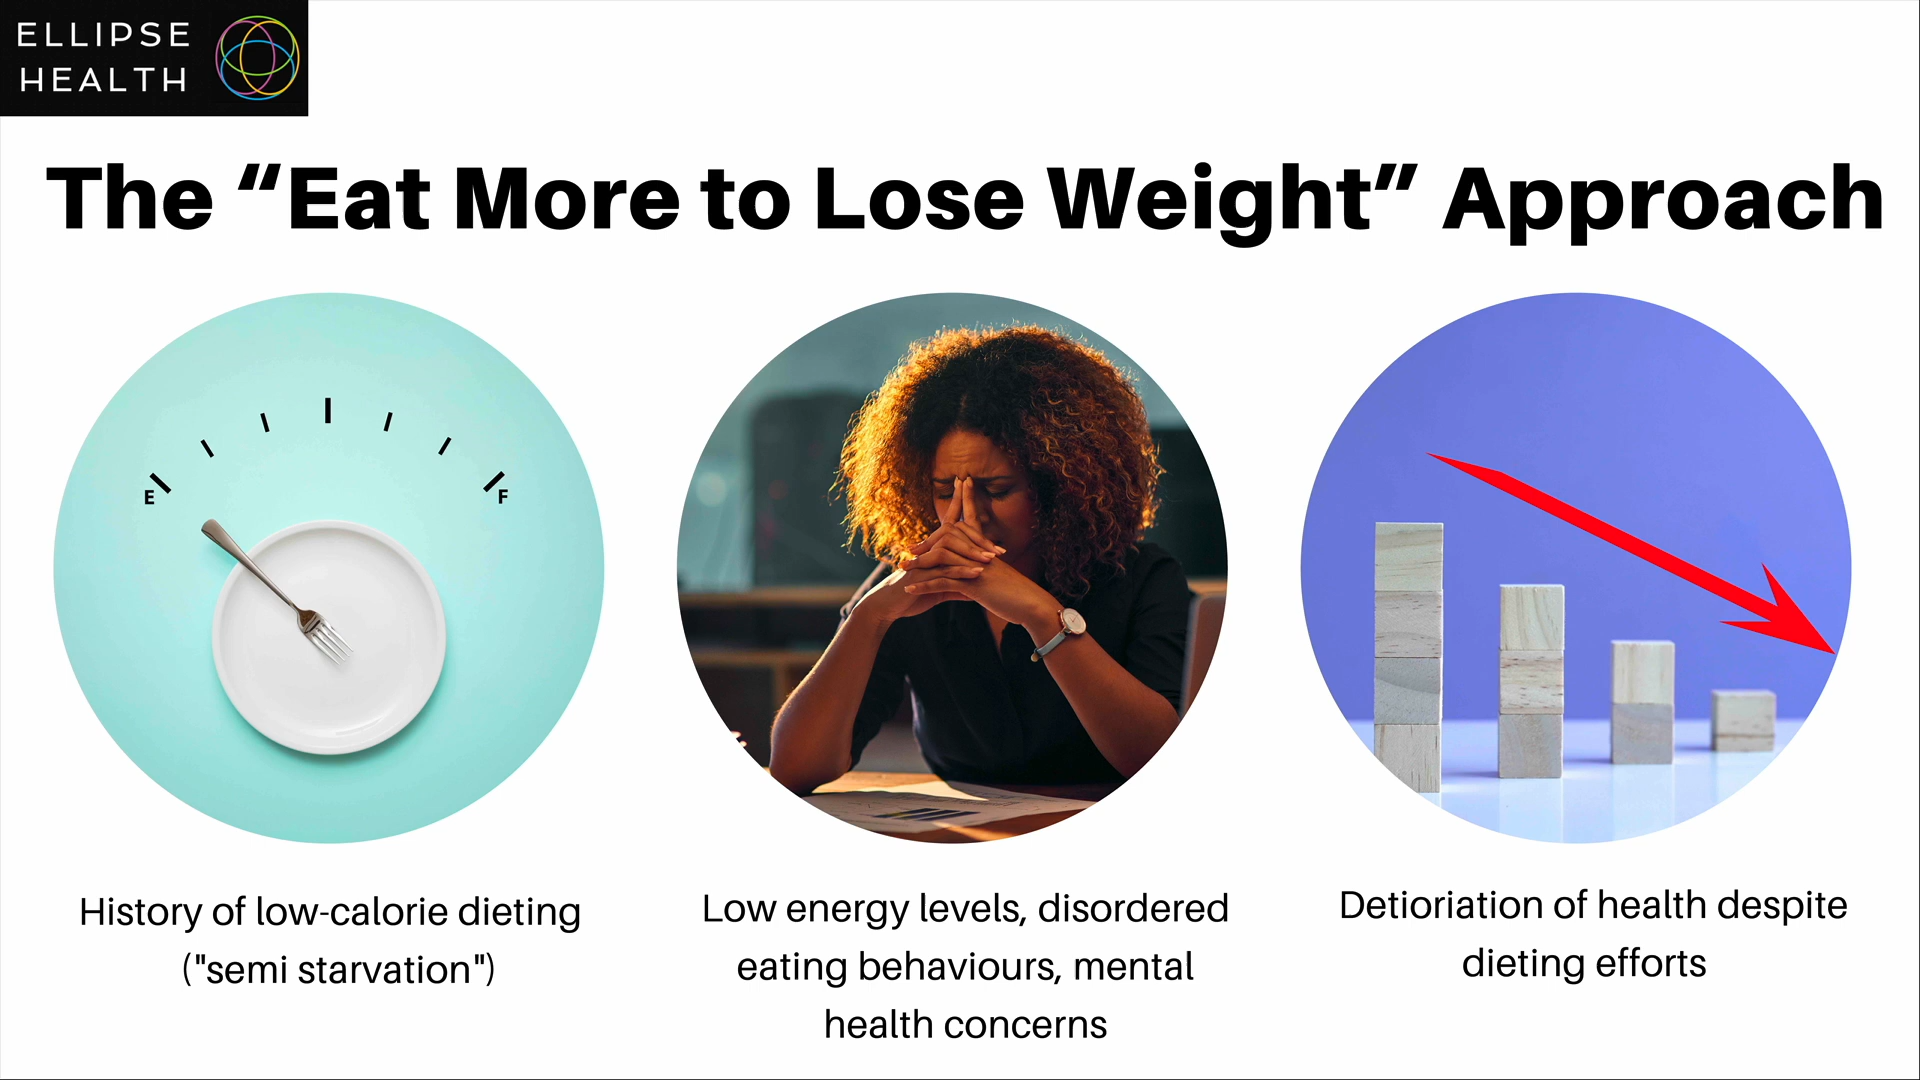 ELLIPSE
HEALTH
The “Eat More to Lose Weight” Approach
E
F
History of low-calorie dieting
("semi starvation")
Low energy levels, disordered
eating behaviours, mental
health concerns
Detioriation of health despite
dieting efforts